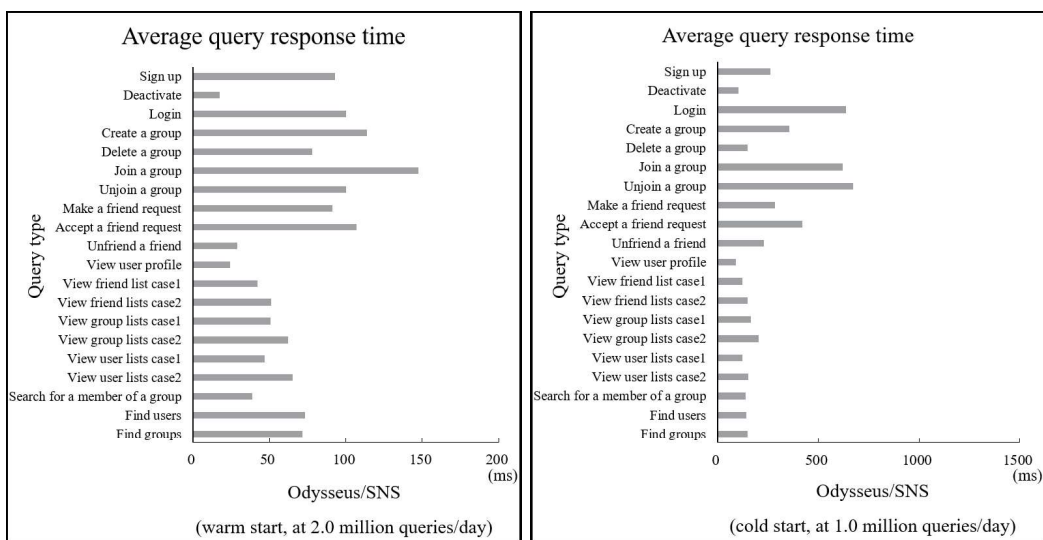 Average query response time
Sign up
Deactivate
Login
Create a group
Delete a group
Join a group
Unjoin a group
Make a friend request
Accept a friend request
Unfriend a friend
View user profile
View friend list case1
View friend lists case2
View group lists case1
View group lists case2
View user lists case1
View user lists case2
Search for a member of a group
Find users
Find groups
Query type
0 50 100 150 200
(ms)
Odysseus/SNS
(warm start, at 2.0 million queries/day)
Average query response time
Sign up
Deactivate
Login
Create a group
Delete a group
Join a group
Unjoin a group
Make a friend request
Accept a friend request
Unfriend a friend
View user profile
View friend list case1
View friend lists case2
View group lists case1
View group lists case2
View user lists case1
View user lists case2
Search for a member of a group
Find users
Find groups
Query type
0 500 1000 1500
(ms)
Odysseus/SNS
(cold start, at 1.0 million queries/day)